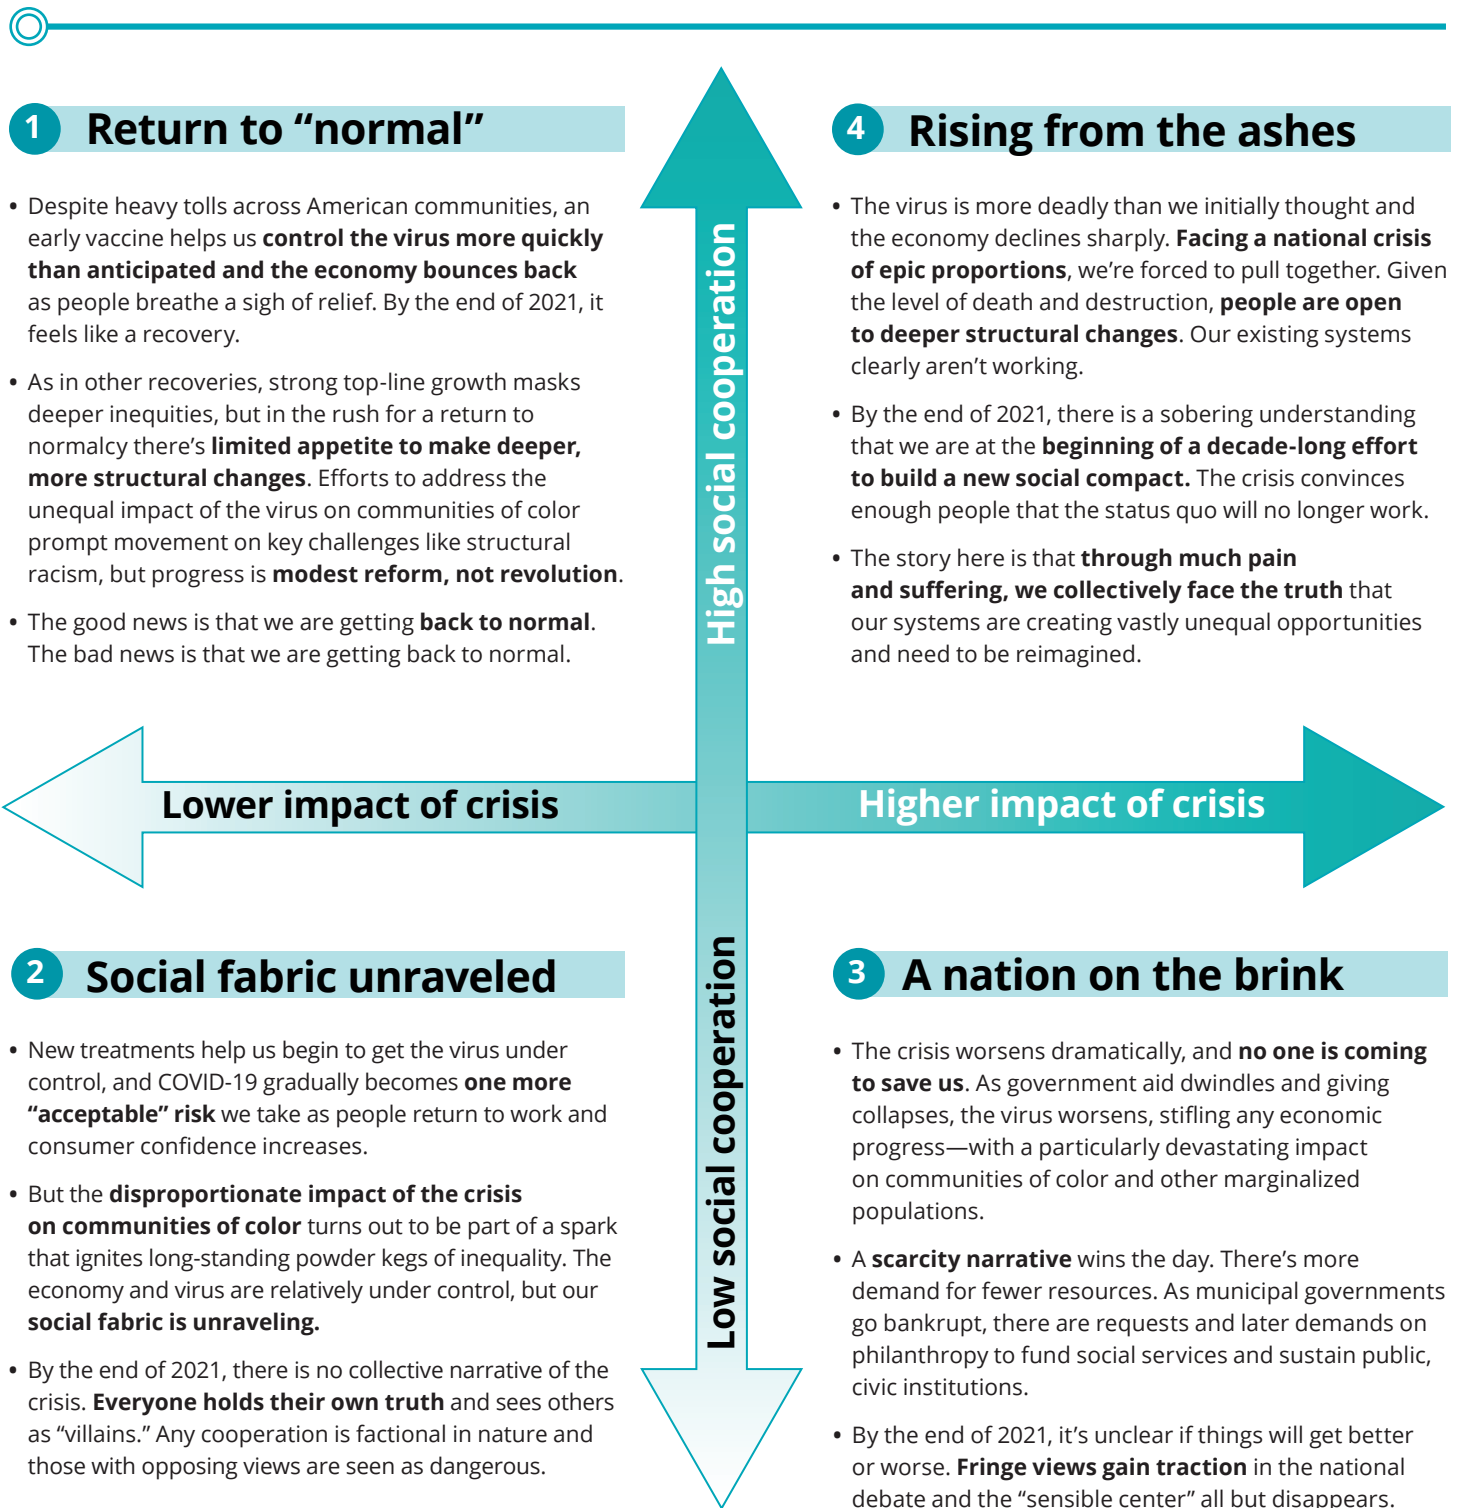 1 Return to “normal”
• Despite heavy tolls across American communities, an
early vaccine helps us control the virus more quickly
than anticipated and the economy bounces back
as people breathe a sigh of relief. By the end of 2021, it
feels like a recovery.
• As in other recoveries, strong top-line growth masks
deeper inequities, but in the rush for a return to
normalcy there’s limited appetite to make deeper,
more structural changes. Efforts to address the
unequal impact of the virus on communities of color
prompt movement on key challenges like structural
racism, but progress is modest reform, not revolution.
• The good news is that we are getting back to normal.
The bad news is that we are getting back to normal.
High social cooperation
4 Rising from the ashes
• The virus is more deadly than we initially thought and
the economy declines sharply. Facing a national crisis
of epic proportions, we’re forced to pull together. Given
the level of death and destruction, people are open
to deeper structural changes. Our existing systems
clearly aren’t working.
• By the end of 2021, there is a sobering understanding
that we are at the beginning of a decade-long effort
to build a new social compact. The crisis convinces
enough people that the status quo will no longer work.
• The story here is that through much pain
and suffering, we collectively face the truth that
our systems are creating vastly unequal opportunities
and need to be reimagined.
Lower impact of crisis
Higher impact of crisis
2 Social fabric unraveled
• New treatments help us begin to get the virus under
control, and COVID-19 gradually becomes one more
“acceptable” risk we take as people return to work and
consumer confidence increases.
• But the disproportionate impact of the crisis
on communities of color turns out to be part of a spark
that ignites long-standing powder kegs of inequality. The
economy and virus are relatively under control, but our
social fabric is unraveling.
• By the end of 2021, there is no collective narrative of the
crisis. Everyone holds their own truth and sees others
as “villains.” Any cooperation is factional in nature and
those with opposing views are seen as dangerous.
Low social cooperation
3 A nation on the brink
• The crisis worsens dramatically, and no one is coming
to save us. As government aid dwindles and giving
collapses, the virus worsens, stifling any economic
progress—with a particularly devastating impact
on communities of color and other marginalized
populations.
• A scarcity narrative wins the day. There’s more
demand for fewer resources. As municipal governments
go bankrupt, there are requests and later demands on
philanthropy to fund social services and sustain public,
civic institutions.
• By the end of 2021, it’s unclear if things will get better
or worse. Fringe views gain traction in the national
debate and the “sensible center” all but disappears.